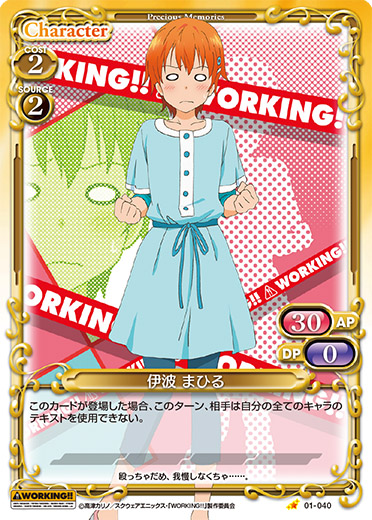 Precious Memories
Character
COST
2
SOURCE
2
KING!!
WORKING!
ORKING!!
WORKING!!
ORKIN
30 AP
DP 0
伊波 まひる
このカードが登場した場合、このターン、相手は自分の全てのキャラの
テキストを使用できない。
殴っちゃだめ、我慢しなくちゃ……。
WORKING!!
©高津カリノ/スクウェアエニックス・「WORKING!!」製作委員会
01-040